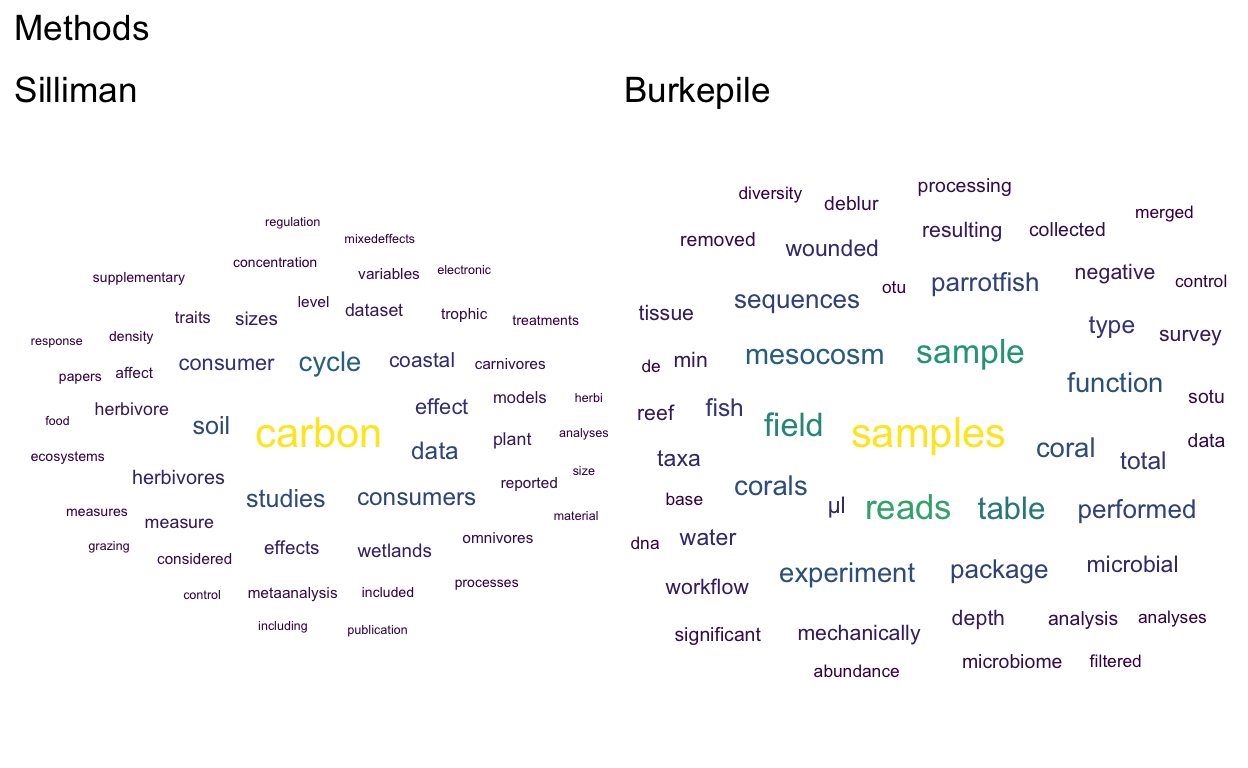 Methods
Silliman
regulation
mixedeffects
concentration
supplementary
variables
electronic
level
traits
sizes
dataset
trophic
treatments
response
density
consumer
cycle
coastal
carnivores
papers
affect
herbivore
effect
models
herbi
food
soil
carbon
data
plant
analyses
ecosystems
herbivores
studies
consumers
reported
size
measures
measure
material
grazing
considered
effects
wetlands
omnivores
control
metaanalysis
included
processes
including
publication
Burkepile
diversity
deblur
processing
merged
removed
wounded
resulting
collected
sequences
otu
parrotfish
negative
control
tissue
type
survey
de
min
mesocosm
sample
function
sotu
reef
fish
field
samples
coral
total
data
taxa
corals
base
µl
reads
table
performed
dna
water
workflow
experiment
package
microbial
significant
mechanically
depth
analysis
analyses
abundance
microbiome
filtered